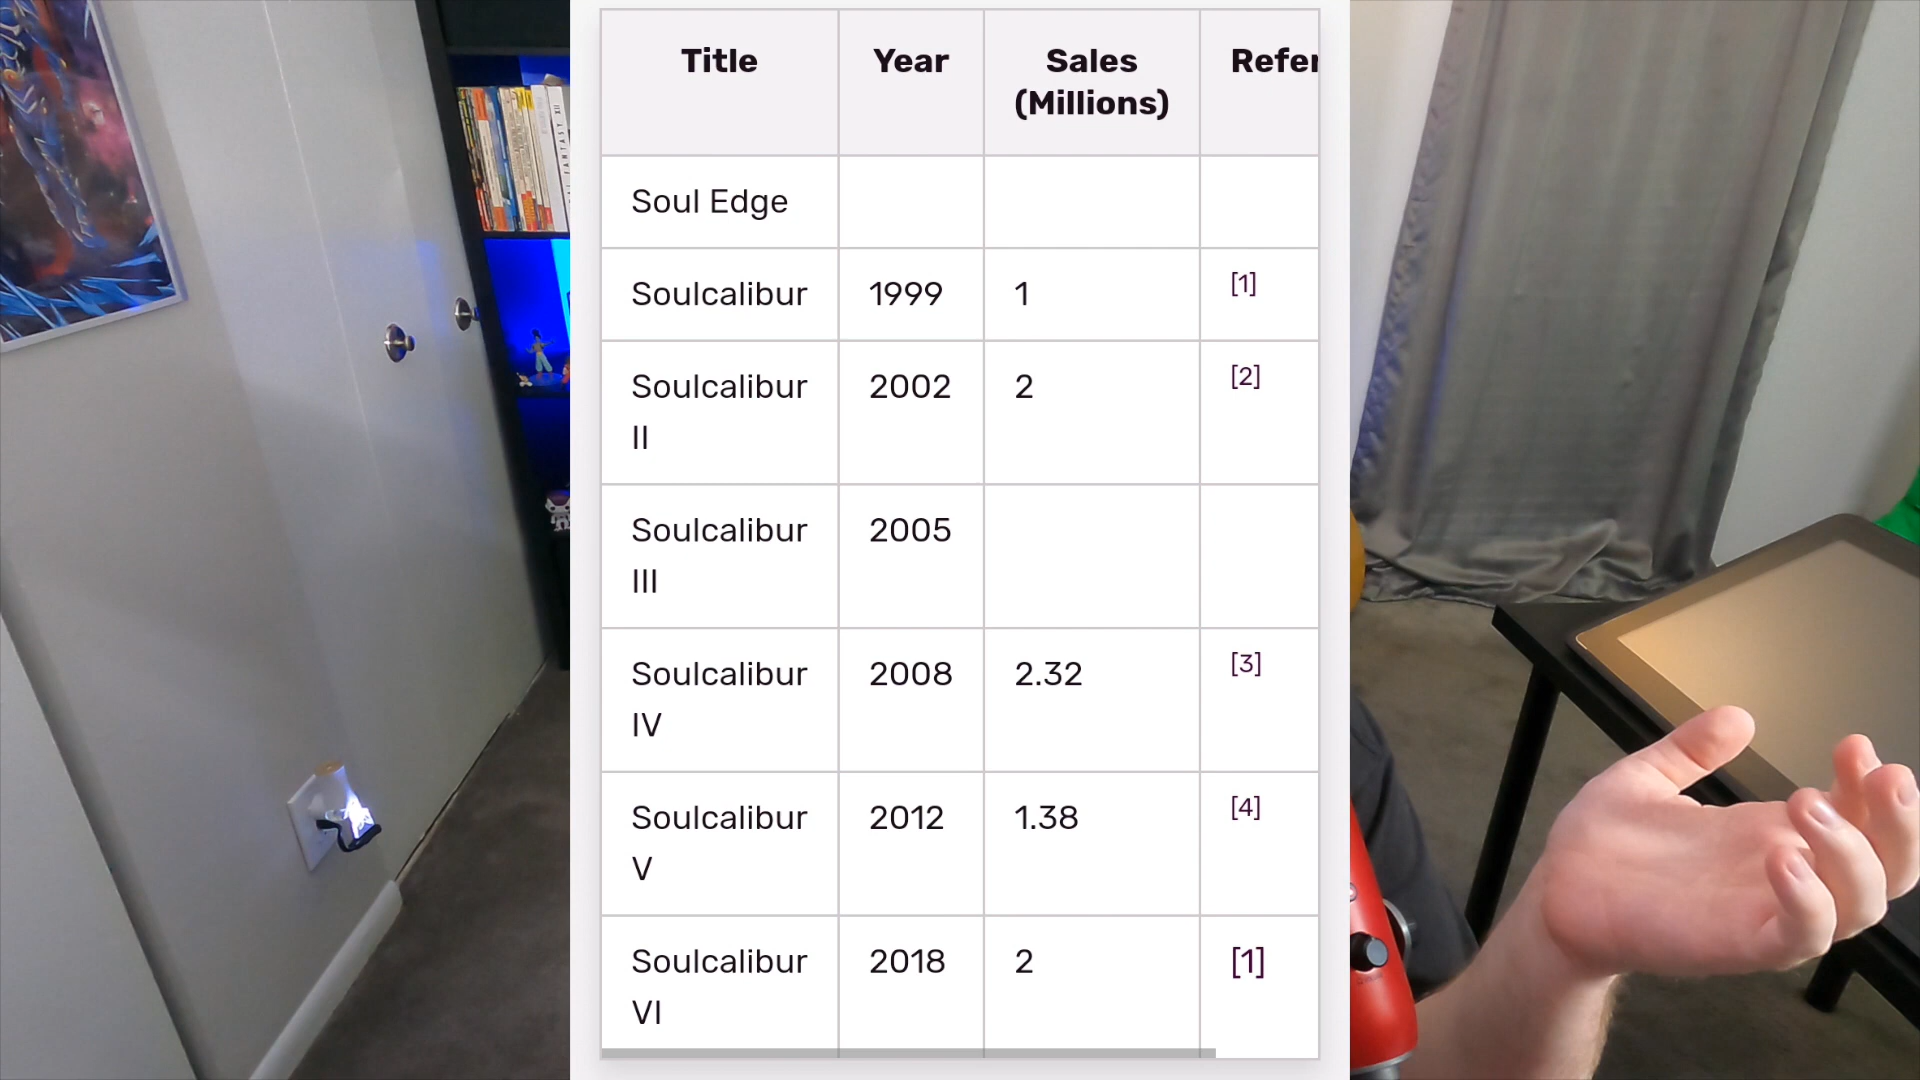 Title Year Sales Refer
(Millions)
Soul Edge
Soulcalibur 1999 1 [1]
Soulcalibur 2002 2 [2]
II
Soulcalibur 2005
III
Soulcalibur 2008 2.32 [3]
IV
Soulcalibur 2012 1.38 [4]
V
Soulcalibur 2018 2 [1]
VI